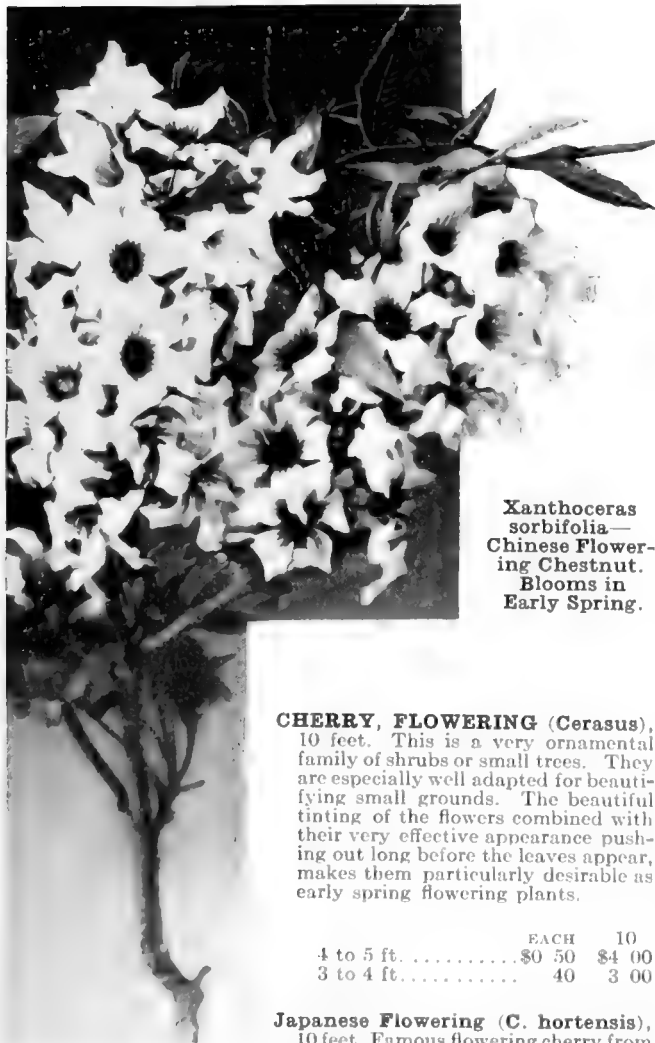 Xanthoceras
sorbifolia—
Chinese Flower-
ing Chestnut.
Blooms in
Early Spring.
CHERRY, FLOWERING (Cerasus),
10 feet. This is a very ornamental
family of shrubs or small trees. They
are especially well adapted for beauti-
fying small grounds. The beautiful
tinting of the flowers combined with
their very effective appearance push-
ing out long before the leaves appear,
makes them particularly desirable as
early spring flowering plants.
EACH 10
4 to 5 ft...........$0 50 $4 00
3 to 4 ft........... 40 3 00
Japanese Flowering (C. hortensis),
10 feet. Famous flowering cherry from